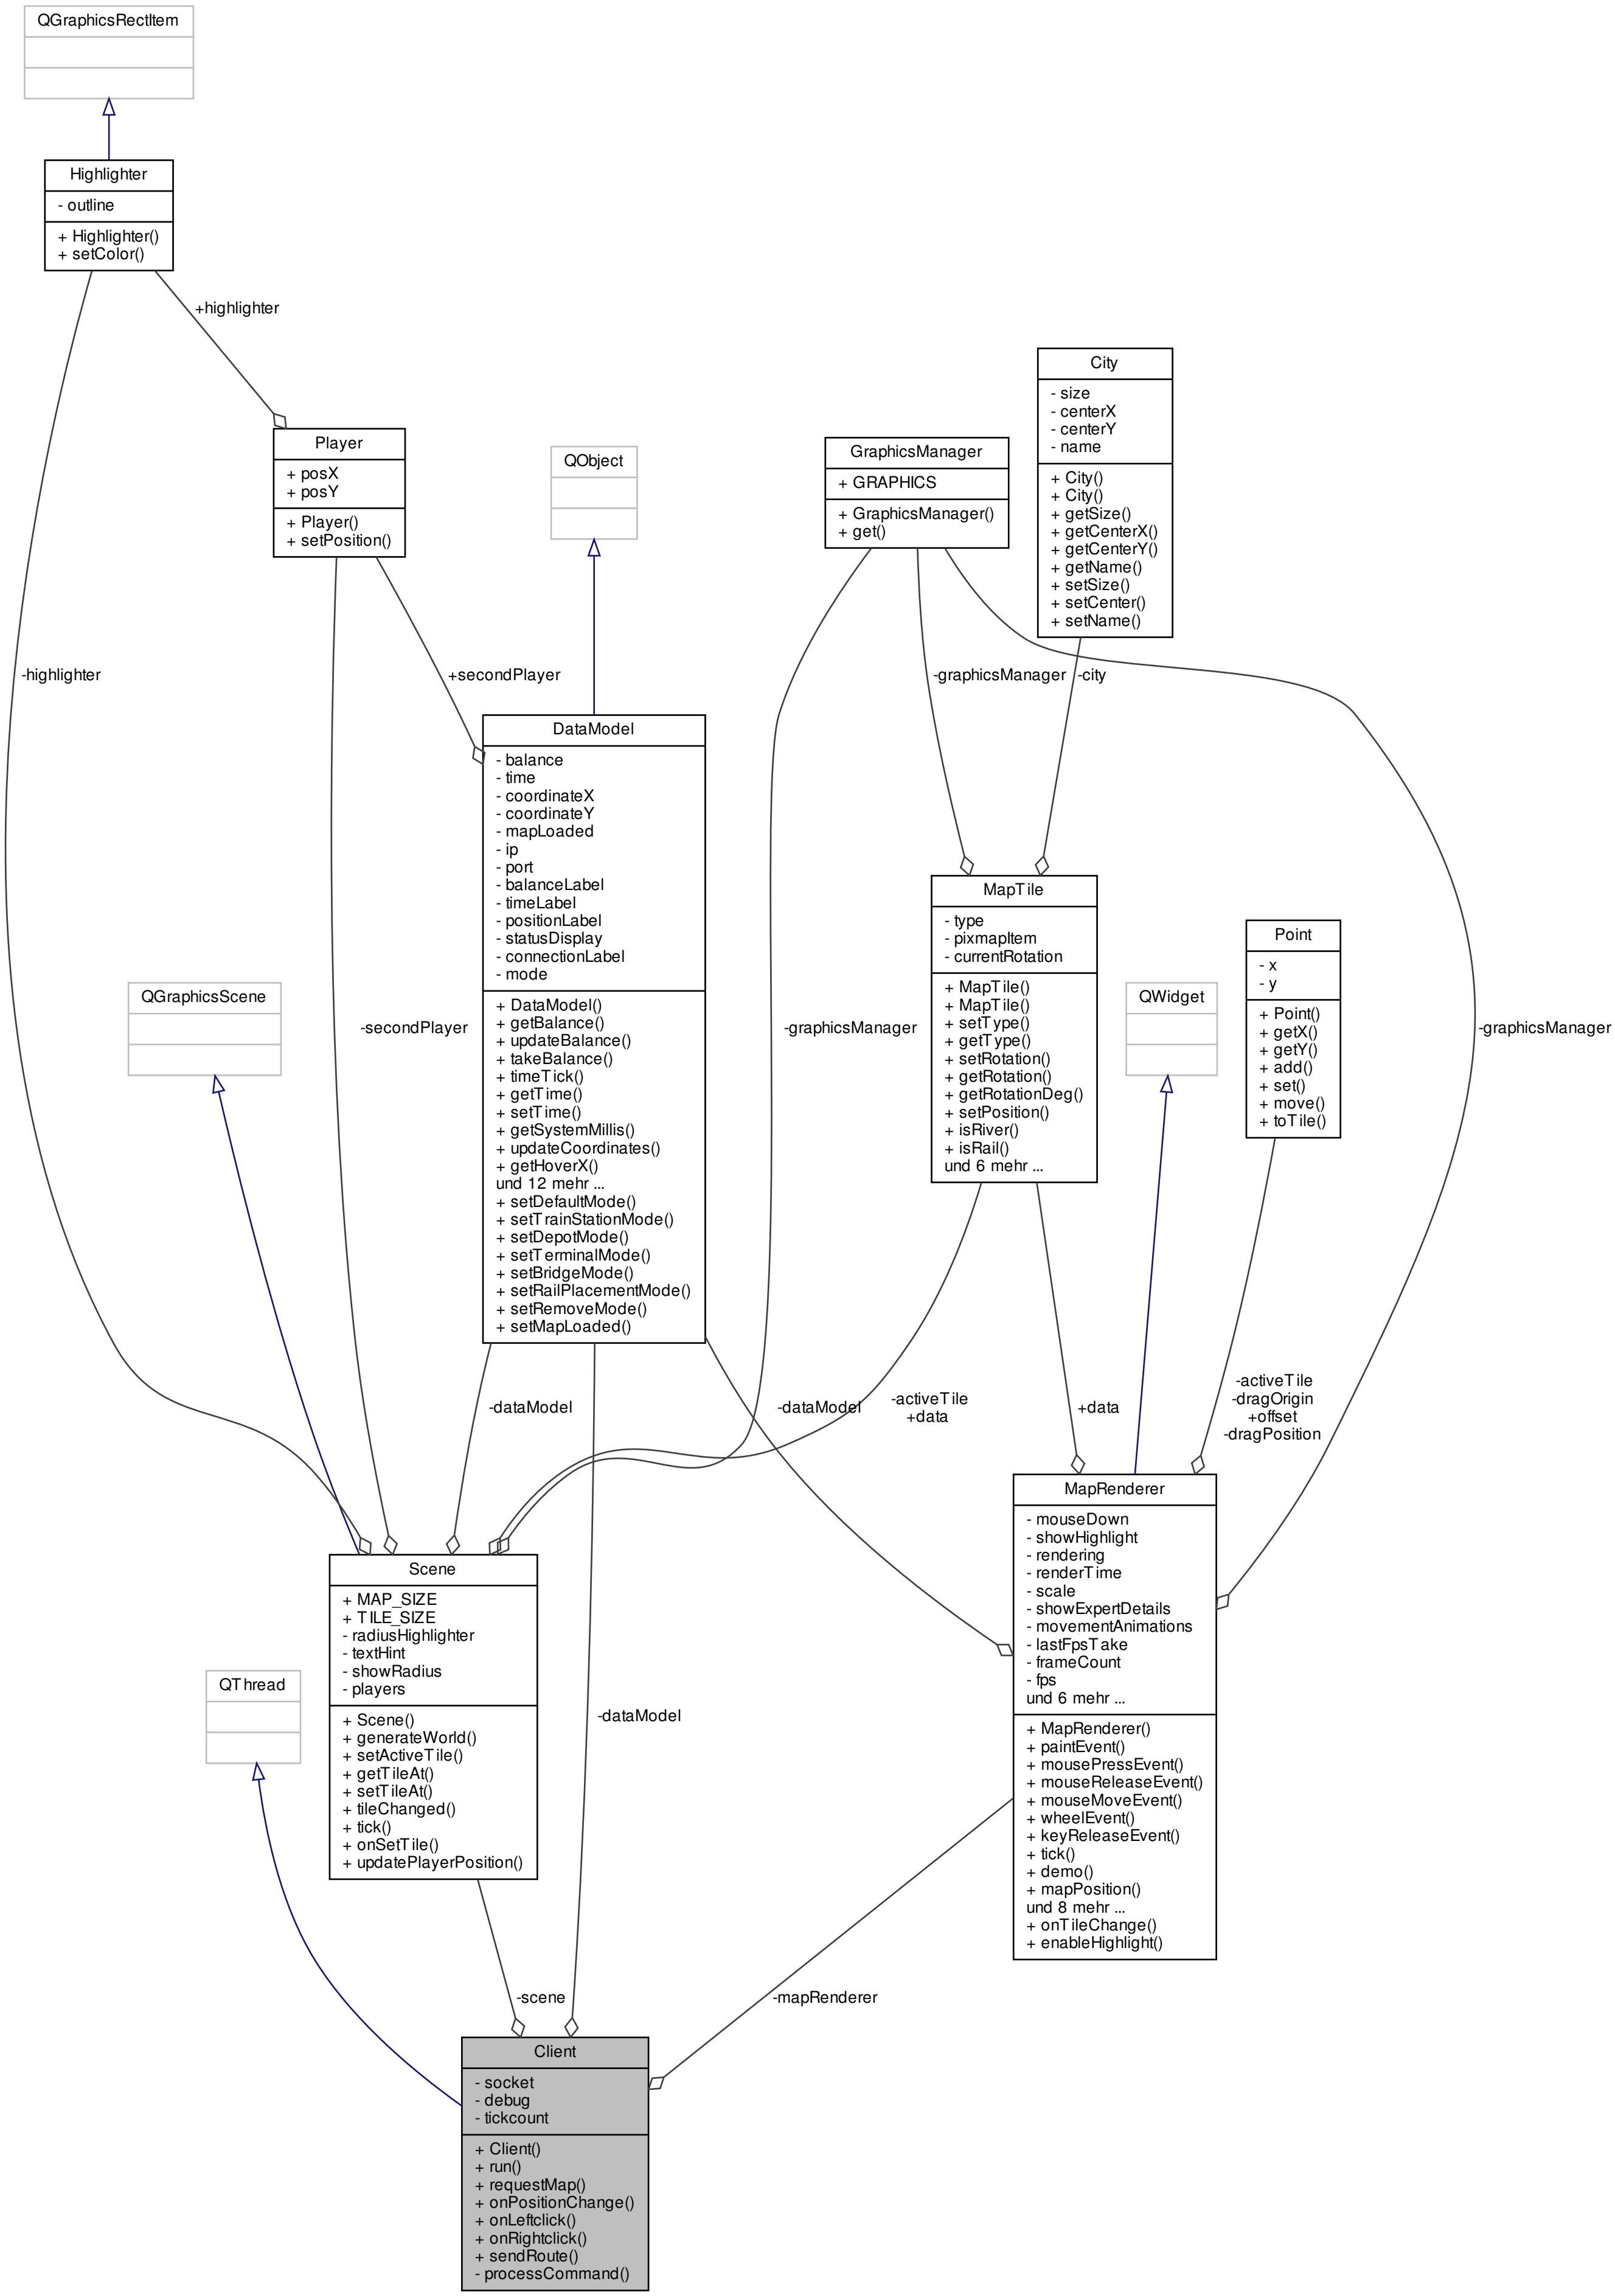 QGraphicsRectItem
Highlighter
- outline
+ Highlighter()
+ setColor()
+highlighter
City
- size
- centerX
- centerY
- name
+ City()
+ City()
+ getSize()
+ getCenterX()
+ getCenterY()
+ getName()
+ setSize()
+ setCenter()
+ setName()
Player
+ posX
+ posY
+ Player()
+ setPosition()
QObject
GraphicsManager
+ GRAPHICS
+ GraphicsManager()
+ get()
-highlighter
+secondPlayer
-graphicsManager
-city
DataModel
- balance
- time
- coordinateX
- coordinateY
- mapLoaded
- ip
- port
- balanceLabel
- timeLabel
- positionLabel
- statusDisplay
- connectionLabel
- mode
+ DataModel()
+ getBalance()
+ updateBalance()
+ takeBalance()
+ timeTick()
+ getTime()
+ setTime()
+ getSystemMillis()
+ updateCoordinates()
+ getHoverX()
und 12 mehr ...
+ setDefaultMode()
+ setTrainStationMode()
+ setDepotMode()
+ setTerminalMode()
+ setBridgeMode()
+ setRailPlacementMode()
+ setRemoveMode()
+ setMapLoaded()
MapTile
- type
- pixmapItem
- currentRotation
+ MapTile()
+ MapTile()
+ setType()
+ getType()
+ setRotation()
+ getRotation()
+ getRotationDeg()
+ setPosition()
+ isRiver()
+ isRail()
und 6 mehr ...
Point
- x
- y
+ Point()
+ getX()
+ getY()
+ add()
+ set()
+ move()
+ toTile()
QGraphicsScene
QWidget
-secondPlayer
-graphicsManager
-graphicsManager
-dataModel
-dataModel
-activeTile
+data
+data
-activeTile
-dragOrigin
+offset
-dragPosition
MapRenderer
- mouseDown
- showHighlight
- rendering
- renderTime
- scale
- showExpertDetails
- movementAnimations
- lastFpsTake
- frameCount
- fps
und 6 mehr ...
+ MapRenderer()
+ paintEvent()
+ mousePressEvent()
+ mouseReleaseEvent()
+ mouseMoveEvent()
+ wheelEvent()
+ keyReleaseEvent()
+ tick()
+ demo()
+ mapPosition()
und 8 mehr ...
+ onTileChange()
+ enableHighlight()
Scene
+ MAP_SIZE
+ TILE_SIZE
- radiusHighlighter
- textHint
- showRadius
- players
+ Scene()
+ generateWorld()
+ setActiveTile()
+ getTileAt()
+ setTileAt()
+ tileChanged()
+ tick()
+ onSetTile()
+ updatePlayerPosition()
QThread
-dataModel
-scene
-mapRenderer
Client
- socket
- debug
- tickcount
+ Client()
+ run()
+ requestMap()
+ onPositionChange()
+ onLeftclick()
+ onRightclick()
+ sendRoute()
- processCommand()